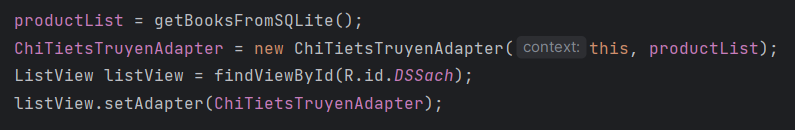 productList = getBooksFromSQLite();
ChiTietsTruyenAdapter = new ChiTietsTruyenAdapter( context: this, productList);
ListView listView = findViewById(R.id.DSSach);
listView.setAdapter(ChiTietsTruyenAdapter);